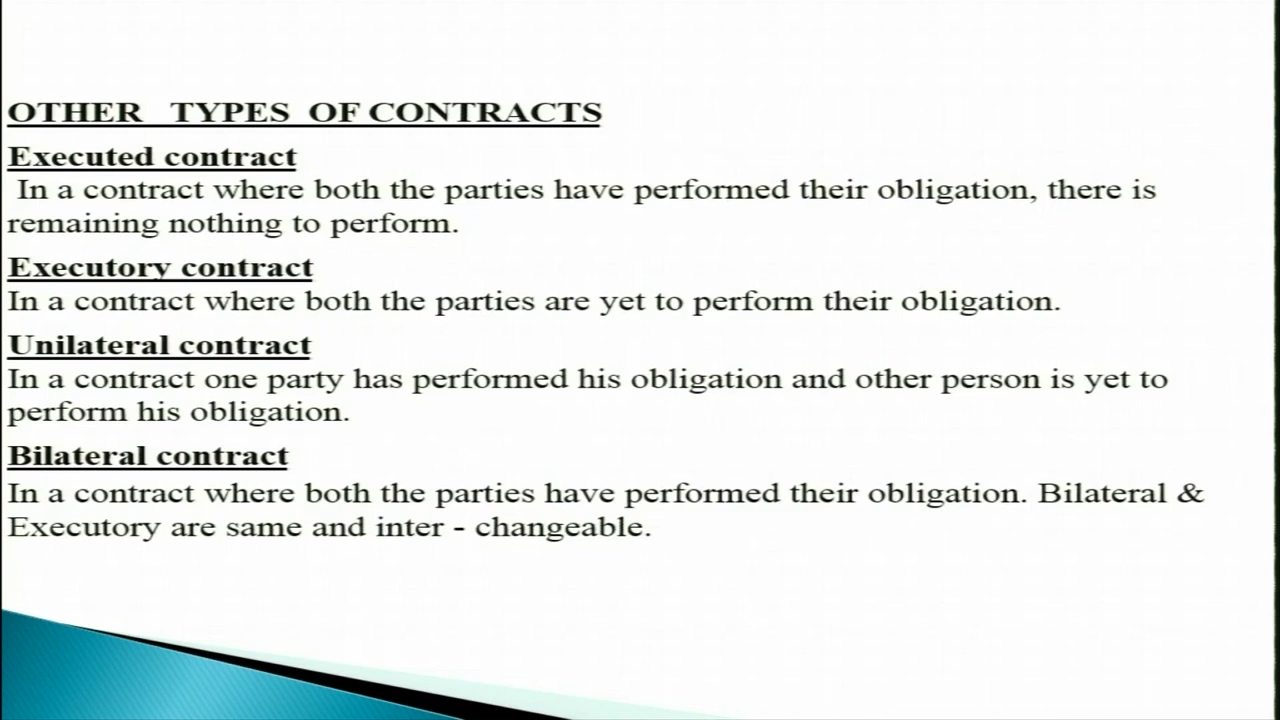 OTHER TYPES OF CONTRACTS
Executed contract
In a contract where both the parties have performed their obligation, there is
remaining nothing to perform.
Executory contract
In a contract where both the parties are yet to perform their obligation.
Unilateral contract
In a contract one party has performed his obligation and other person is yet to
perform his obligation.
Bilateral contract
In a contract where both the parties have performed their obligation. Bilateral &
Executory are same and inter - changeable.